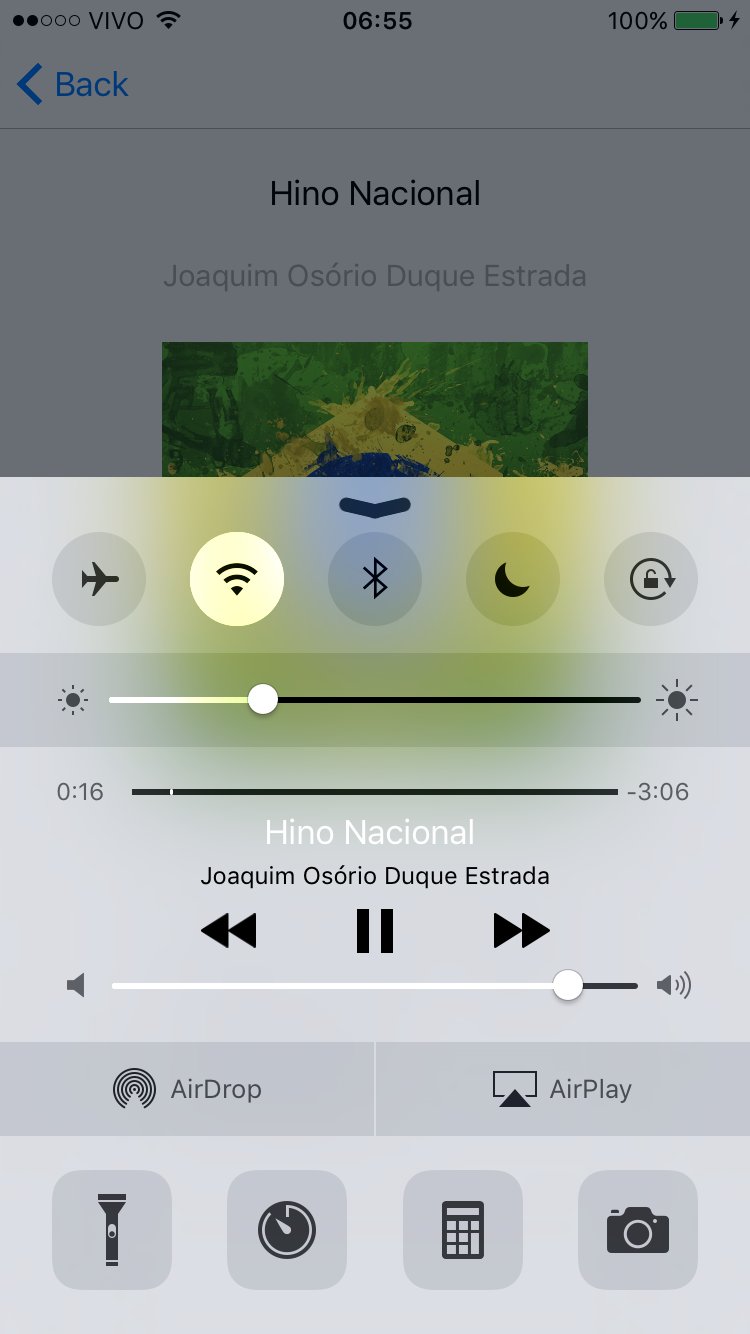 VIVO 06:55 100%
Back
Hino Nacional
Joaquim Osório Duque Estrada
0:16 -3:06
Hino Nacional
Joaquim Osório Duque Estrada
AirDrop AirPlay